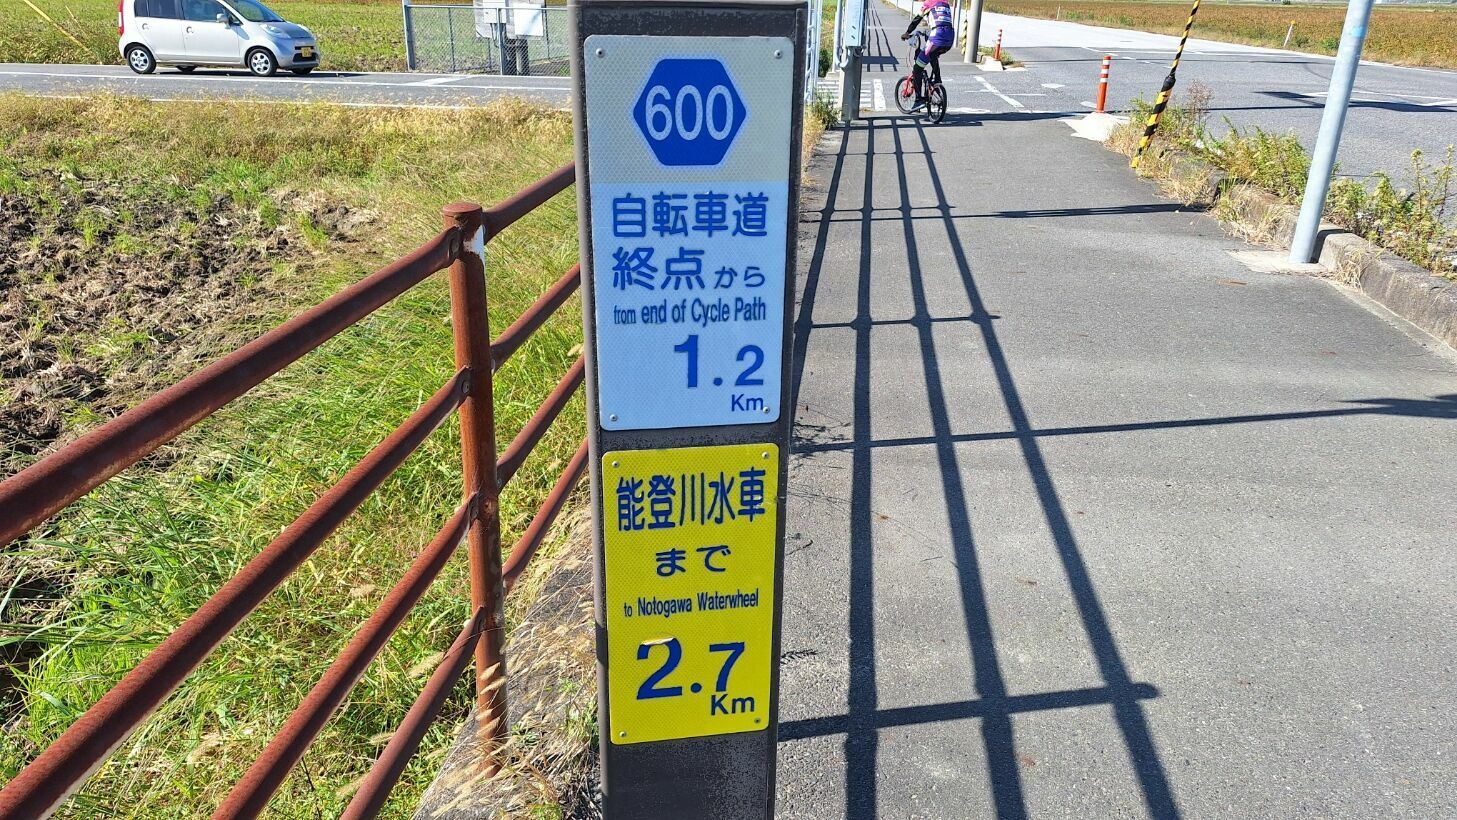 600
自転車道
終点から
from end of Cycle Path
1.2
Km
能登川水車
まで
to Notogawa Waterwheel
2.7
Km